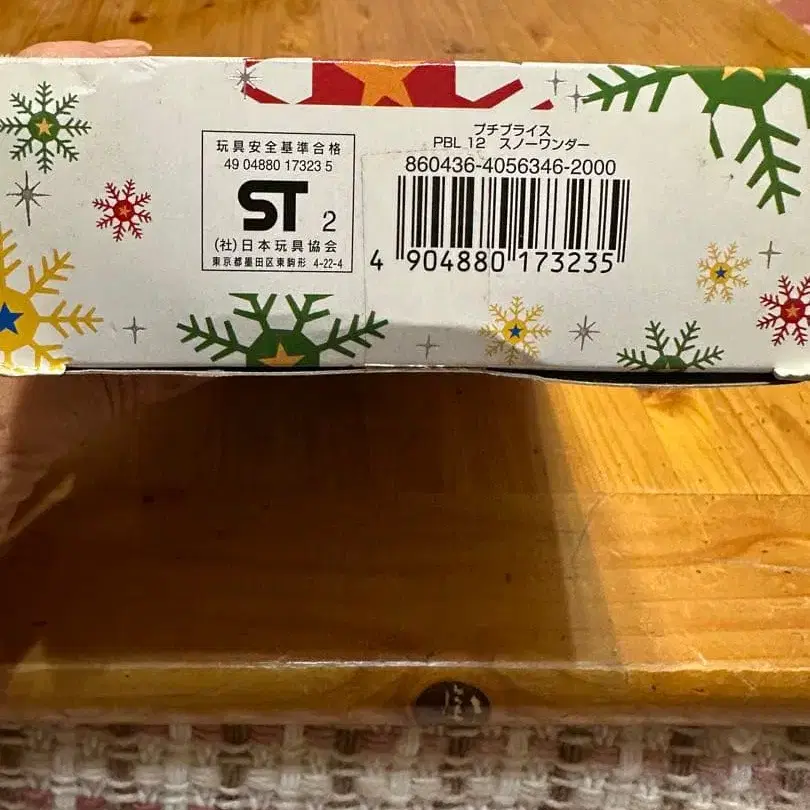 玩具安全基準合格
49 04880 17323 5
ST 2
(社)日本玩具協会
東京都墨田区東駒形 4-22-4
プチブライス
PBL 12 スノーワンダー
860436-4056346-2000
4 904880 173235